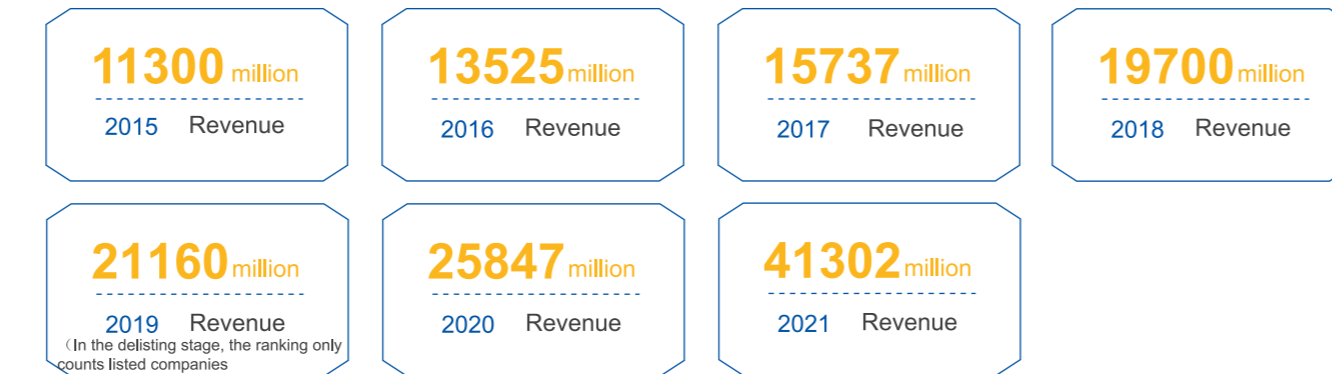 11300 million
2015 Revenue
13525 million
2016 Revenue
15737 million
2017 Revenue
19700 million
2018 Revenue
21160 million
2019 Revenue
（In the delisting stage, the ranking only
counts listed companies
25847 million
2020 Revenue
41302 million
2021 Revenue